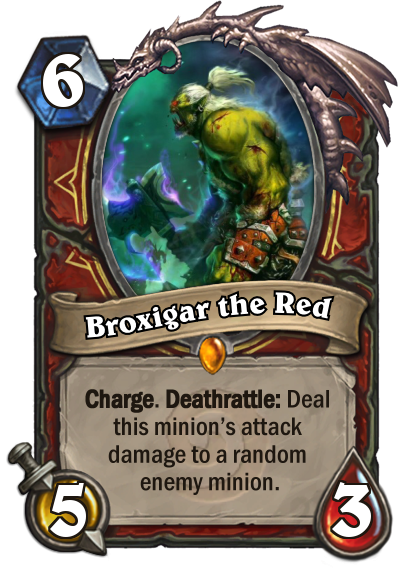 6
Broxigar the Red
Charge. Deathrattle: Deal
this minion's attack
damage to a random
enemy minion.
5
3